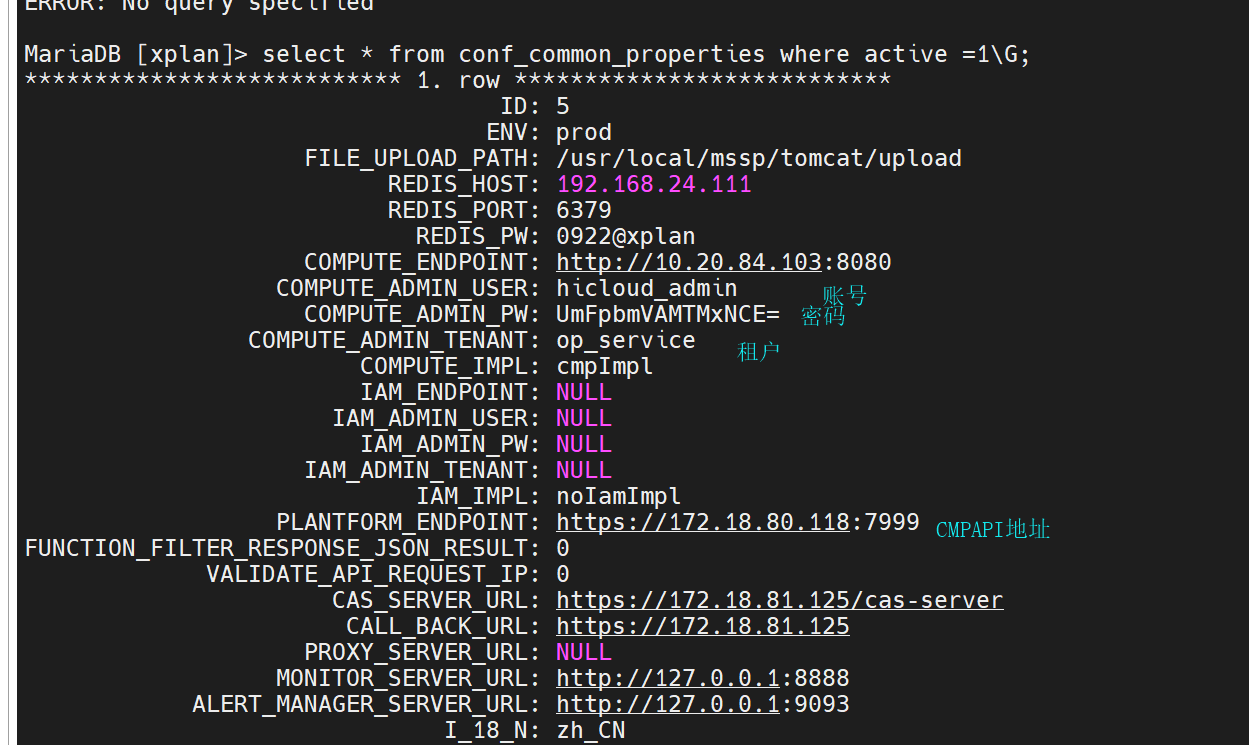 ERROR: No query specified
MariaDB [xplan]> select * from conf_common_properties where active =1\G;
*************************** 1. row ***************************
ID: 5
ENV: prod
FILE_UPLOAD_PATH: /usr/local/mssp/tomcat/upload
REDIS_HOST: 192.168.24.111
REDIS_PORT: 6379
REDIS_PW: 0922@xplan
COMPUTE_ENDPOINT: http://10.20.84.103:8080
COMPUTE_ADMIN_USER: hicloud_admin 账号
COMPUTE_ADMIN_PW: UmFpbmVAMTMxNCE= 密码
COMPUTE_ADMIN_TENANT: op_service 租户
COMPUTE_IMPL: cmpImpl
IAM_ENDPOINT: NULL
IAM_ADMIN_USER: NULL
IAM_ADMIN_PW: NULL
IAM_ADMIN_TENANT: NULL
IAM_IMPL: noIamImpl
PLANTFORM_ENDPOINT: https://172.18.80.118:7999 CMPAPI地址
FUNCTION_FILTER_RESPONSE_JSON_RESULT: 0
VALIDATE_API_REQUEST_IP: 0
CAS_SERVER_URL: https://172.18.81.125/cas-server
CALL_BACK_URL: https://172.18.81.125
PROXY_SERVER_URL: NULL
MONITOR_SERVER_URL: http://127.0.0.1:8888
ALERT_MANAGER_SERVER_URL: http://127.0.0.1:9093
I_18_N: zh_CN